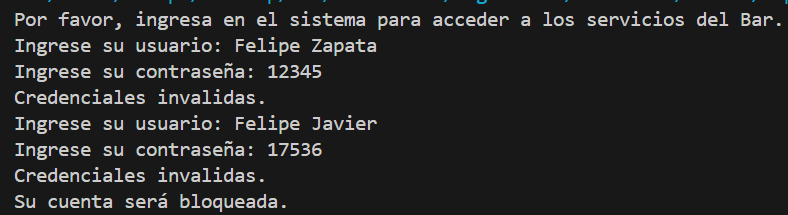 Por favor, ingresa en el sistema para acceder a los servicios del Bar.
Ingrese su usuario: Felipe Zapata
Ingrese su contraseña: 12345
Credenciales invalidas.
Ingrese su usuario: Felipe Javier
Ingrese su contraseña: 17536
Credenciales invalidas.
Su cuenta será bloqueada.